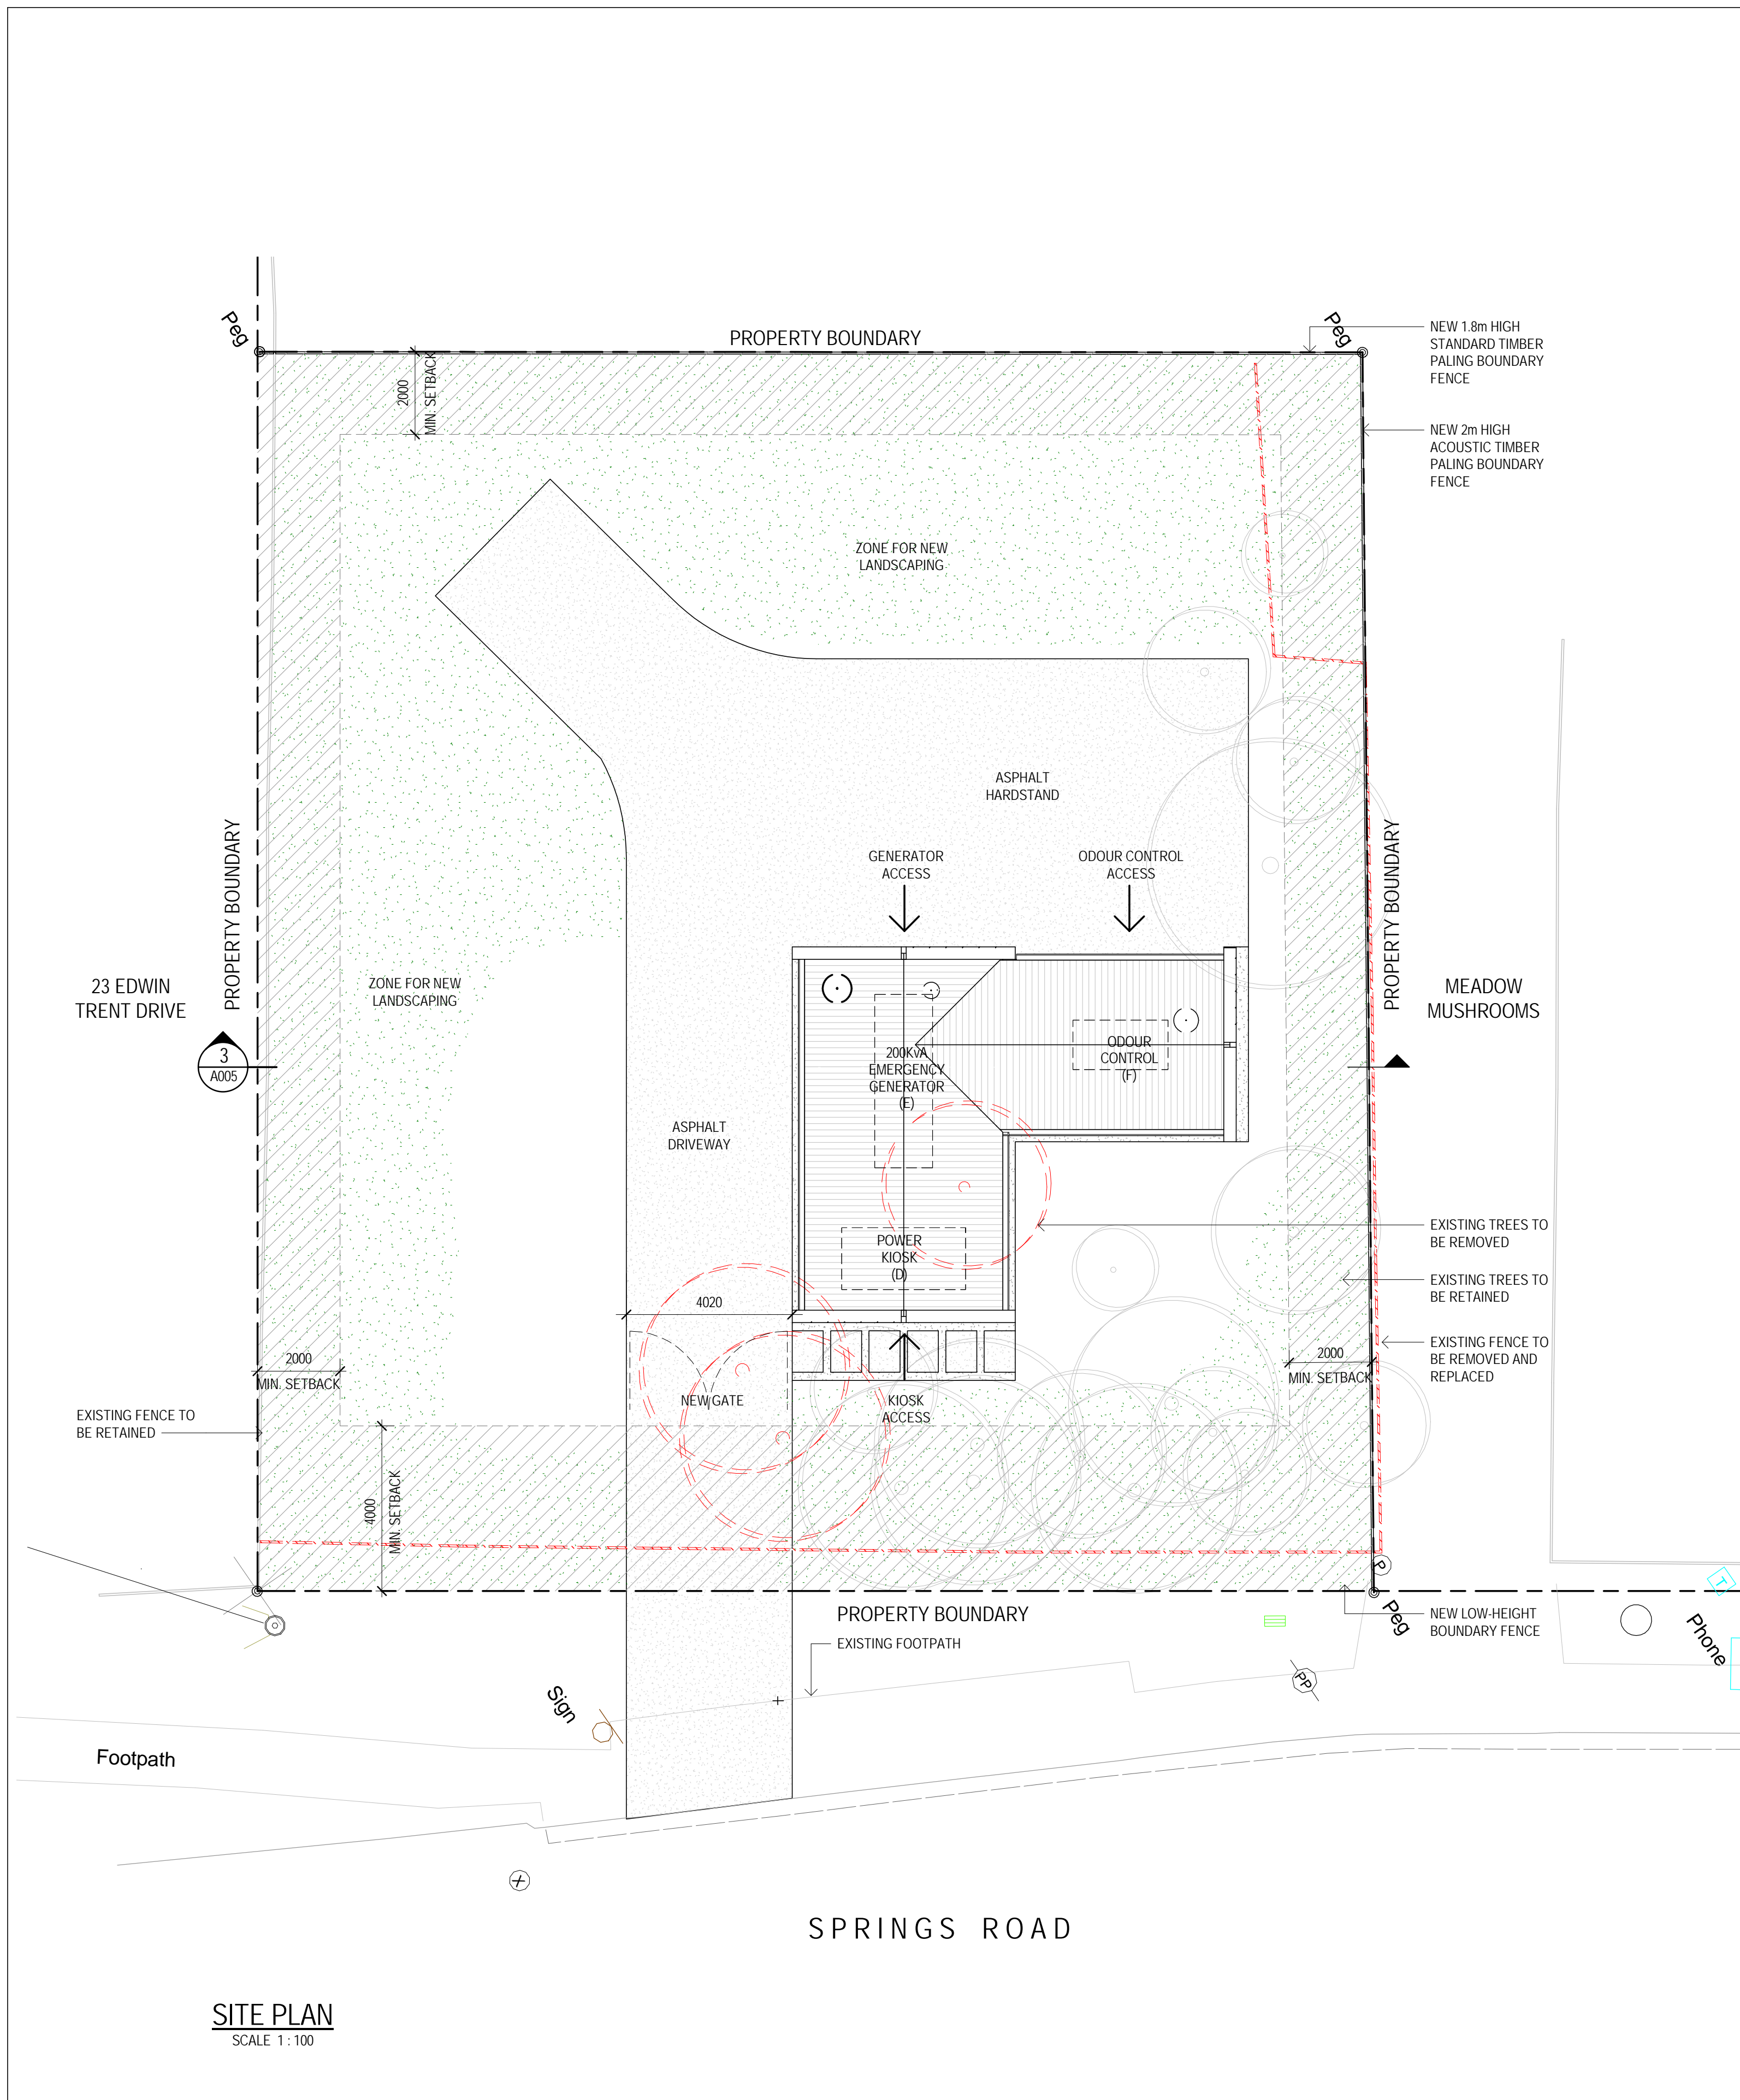 Peg
PROPERTY BOUNDARY
Peg
NEW 1.8m HIGH
STANDARD TIMBER
PALING BOUNDARY
FENCE
2000
MIN. SETBACK
NEW 2m HIGH
ACOUSTIC TIMBER
PALING BOUNDARY
FENCE
ZONE FOR NEW
LANDSCAPING
ASPHALT
HARDSTAND
PROPERTY BOUNDARY
GENERATOR
ACCESS
ODOUR CONTROL
ACCESS
PROPERTY BOUNDARY
23 EDWIN
TRENT DRIVE
ZONE FOR NEW
LANDSCAPING
MEADOW
MUSHROOMS
3
A005
200KvA
EMERGENCY
GENERATOR
(E)
ODOUR
CONTROL
(F)
ASPHALT
DRIVEWAY
POWER
KIOSK
(D)
EXISTING TREES TO
BE REMOVED
EXISTING TREES TO
BE RETAINED
4020
EXISTING FENCE TO
BE REMOVED AND
REPLACED
2000
MIN. SETBACK
2000
MIN. SETBACK
NEW GATE
KIOSK
ACCESS
EXISTING FENCE TO
BE RETAINED
4000
MIN. SETBACK
P
T
PROPERTY BOUNDARY
Peg
NEW LOW-HEIGHT
BOUNDARY FENCE
Phone
EXISTING FOOTPATH
PP
Sign
Footpath
SPRINGS ROAD
SITE PLAN
SCALE 1 : 100